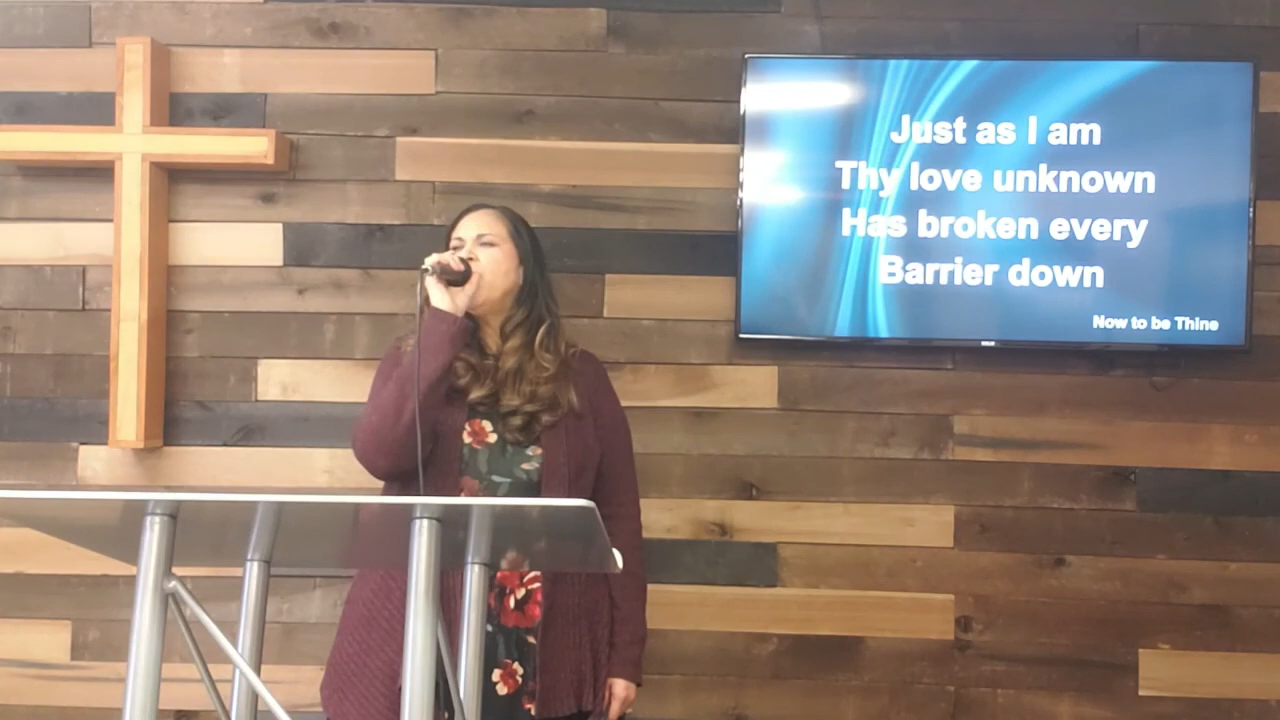 Just as I am
Thy love unknown
Has broken every
Barrier down
Now to be Thine